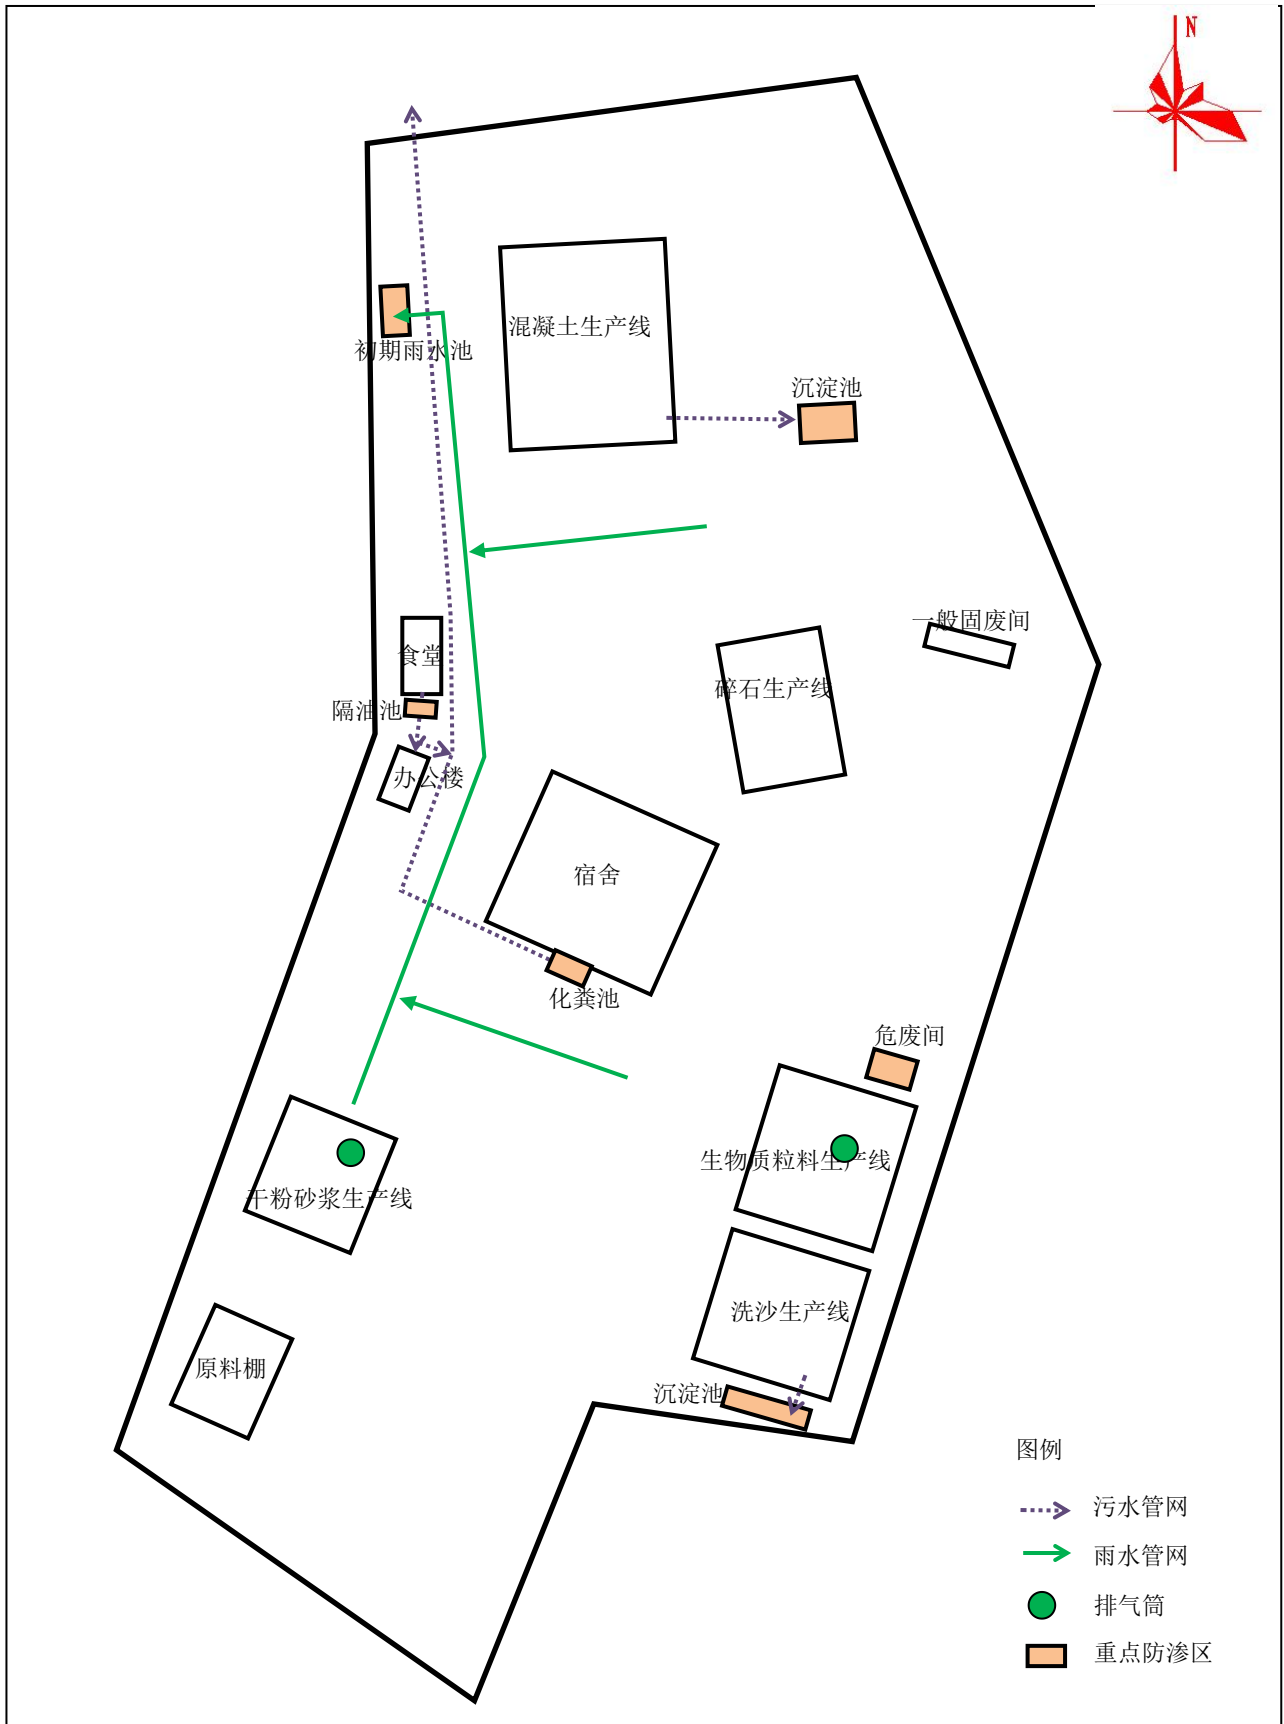 N
混凝土生产线
初期雨水池
沉淀池
一般固废间
食堂
碎石生产线
隔油池
办公楼
宿舍
化粪池
危废间
生物质粒料生产线
干粉砂浆生产线
洗沙生产线
原料棚
沉淀池
图例
污水管网
雨水管网
排气筒
重点防渗区